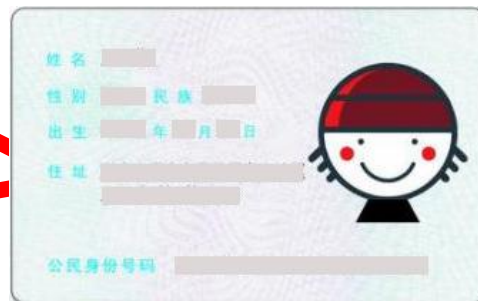 姓 名
性 别 民 族
出 生 年 月 日
住 址
公民身份号码